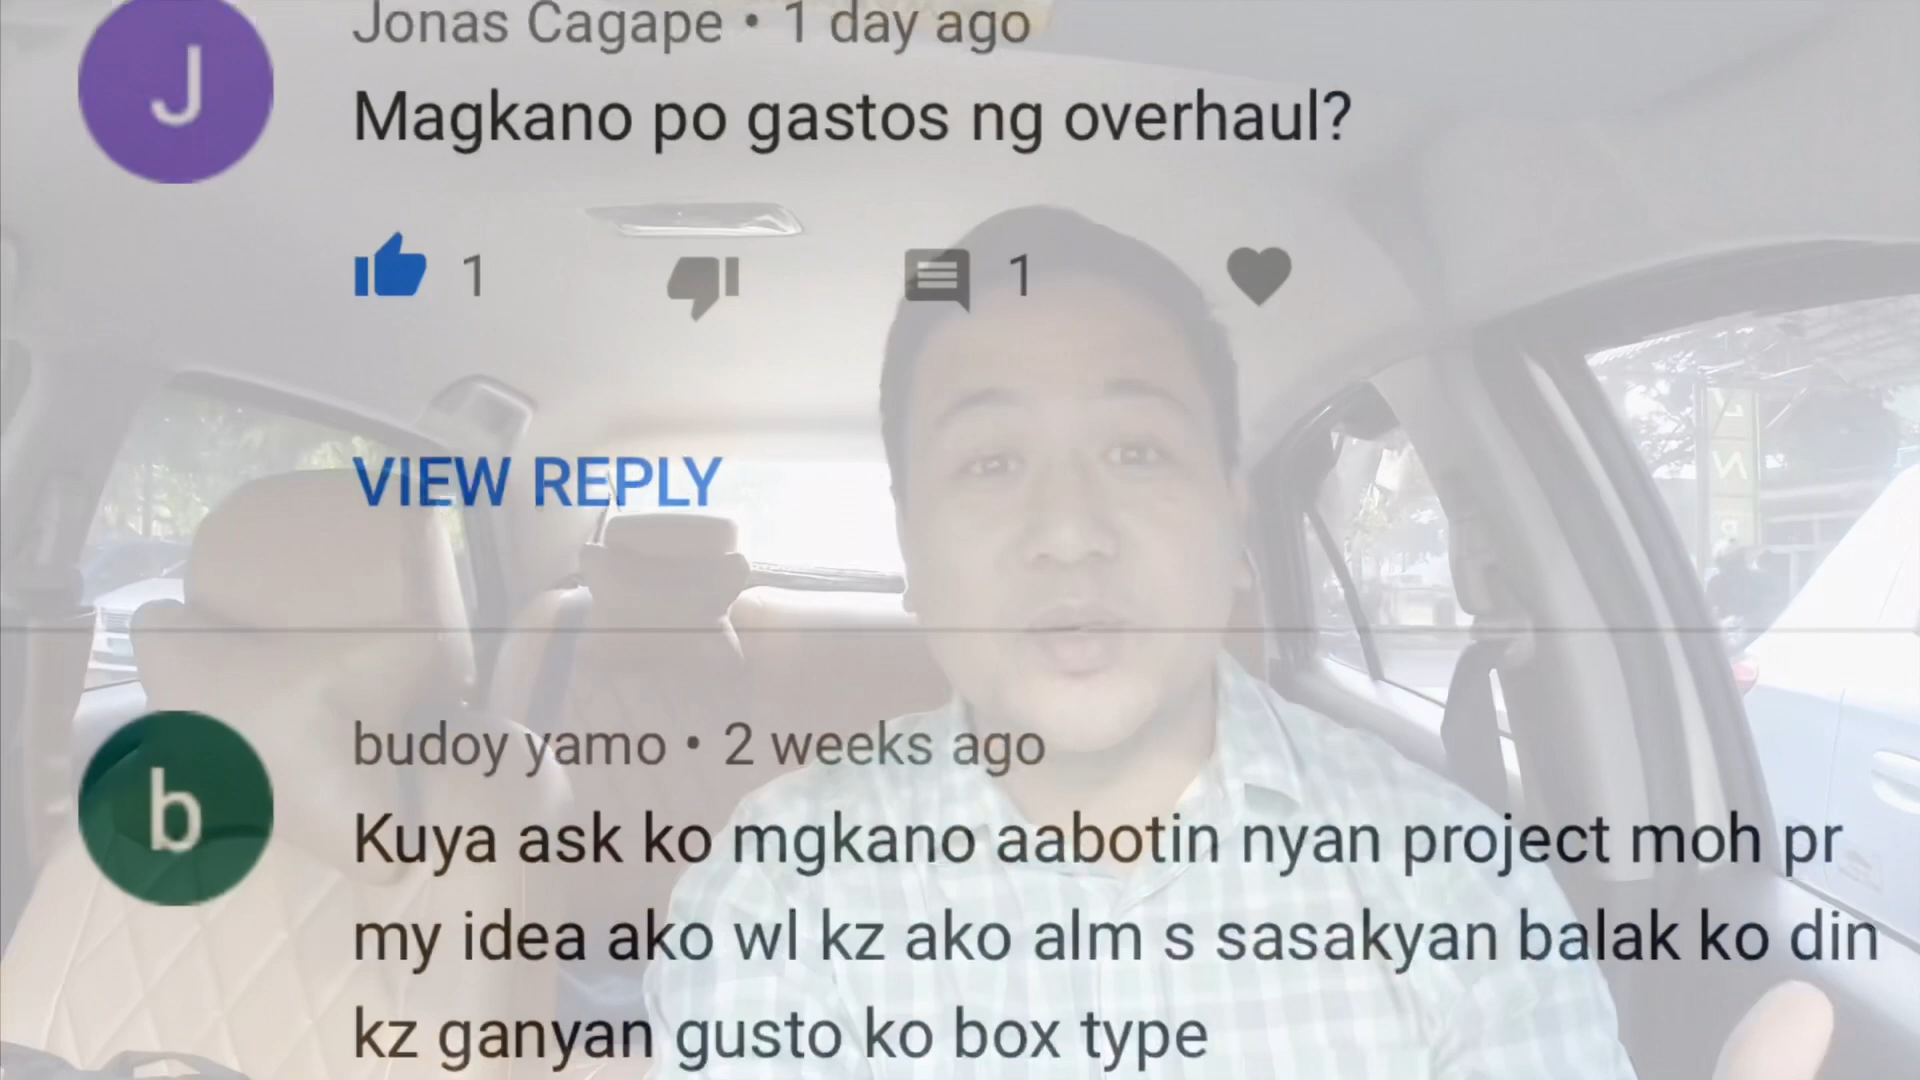 J
Jonas Cagape • 1 day ago
Magkano po gastos ng overhaul?
1
1
VIEW REPLY
b
budoy yamo • 2 weeks ago
Kuya ask ko mgkano aabotin nyan project moh pr
my idea ako wl kz ako alm s sasakyan balak ko din
kz ganyan gusto ko box type